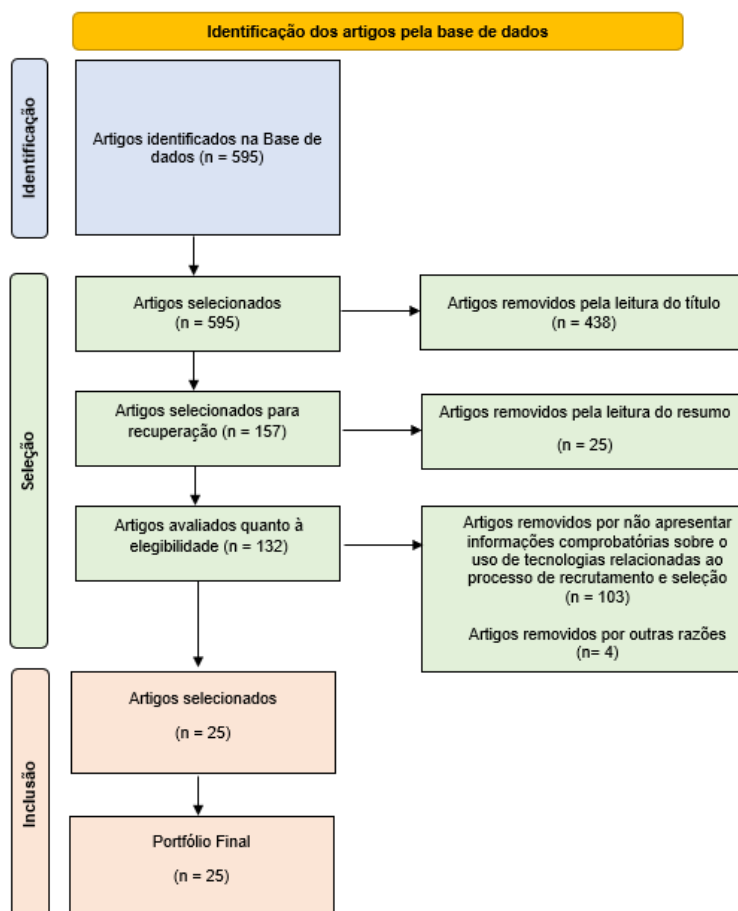 Identificação dos artigos pela base de dados
Identificação
Artigos identificados na Base de
dados (n = 595)
Seleção
Artigos selecionados
(n = 595)
Artigos removidos pela leitura do título
(n = 438)
Artigos selecionados para
recuperação (n = 157)
Artigos removidos pela leitura do resumo
(n = 25)
Artigos avaliados quanto à
elegibilidade (n = 132)
Artigos removidos por não apresentar
informações comprobatórias sobre o
uso de tecnologias relacionadas ao
processo de recrutamento e seleção
(n = 103)
Artigos removidos por outras razões
(n= 4)
Inclusão
Artigos selecionados
(n = 25)
Portfólio Final
(n = 25)